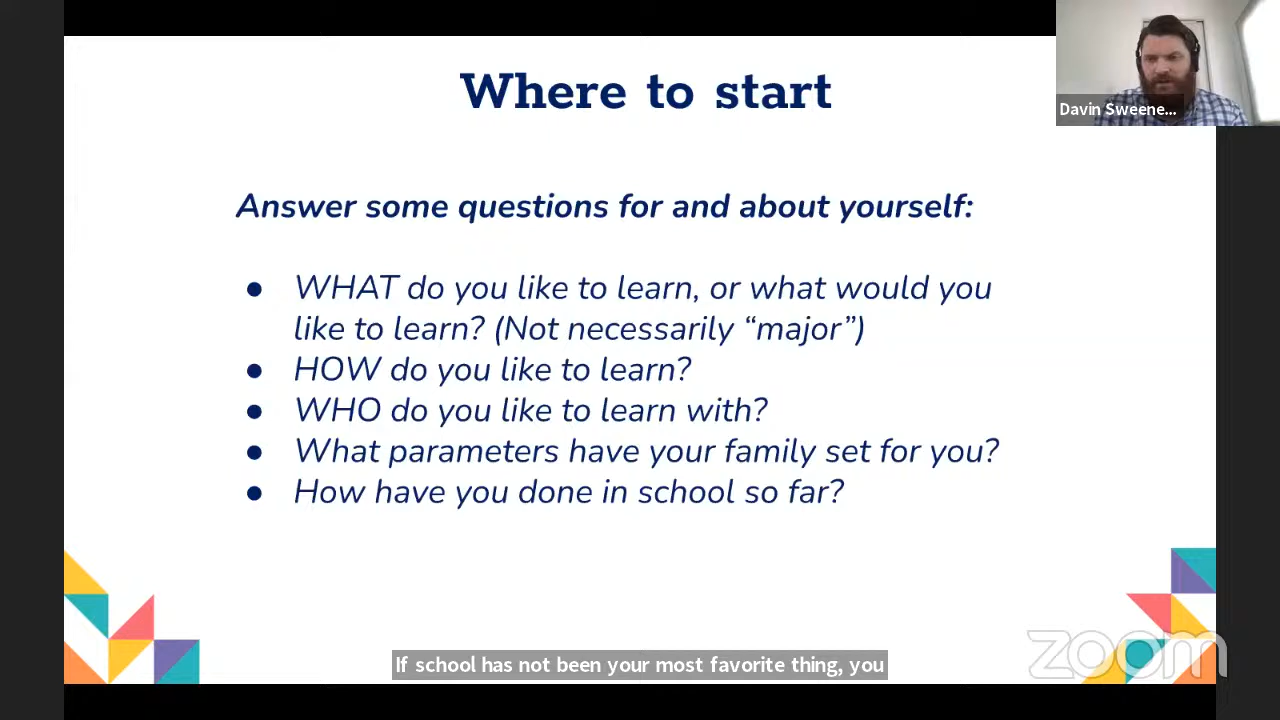 Where to start
Davin Sweene...
Answer some questions for and about yourself:
● WHAT do you like to learn, or what would you
like to learn? (Not necessarily “major”)
● HOW do you like to learn?
● WHO do you like to learn with?
● What parameters have your family set for you?
● How have you done in school so far?
zoom
If school has not been your most favorite thing, you